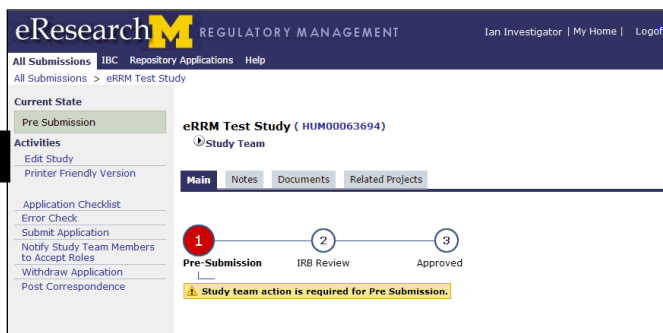 eResearch M REGULATORY MANAGEMENT Ian Investigator | My Home |
All Submissions IBC Repository Applications Help
All Submissions > eRRM Test Study
Current State
Pre Submission
Activities
Edit Study
Printer Friendly Version
Application Checklist
Error Check
Submit Application
Notify Study Team Members
to Accept Roles
Withdraw Application
Post Correspondence
eRRM Test Study ( HUM00063694)
Study Team
Main Notes Documents Related Projects
1 2 3
Pre-Submission IRB Review Approved
Study team action is required for Pre Submission.